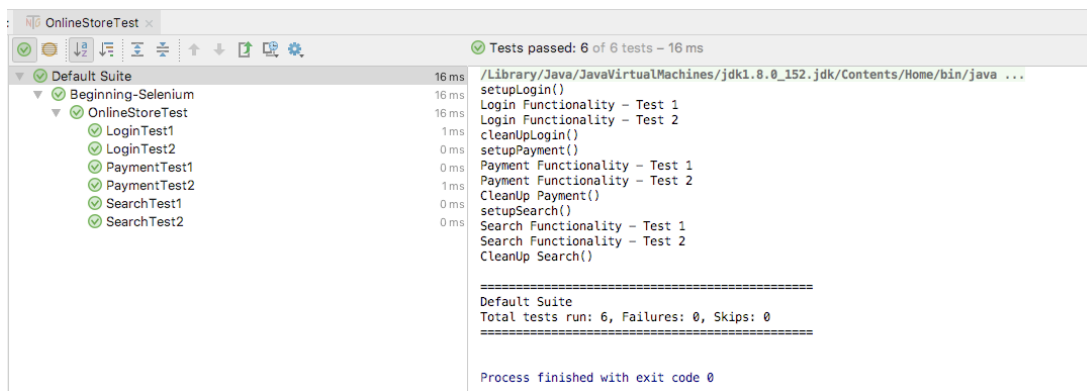 : OnlineStoreTest ×
Tests passed: 6 of 6 tests – 16 ms
Default Suite 16 ms
Beginning-Selenium 16 ms
OnlineStoreTest 16 ms
LoginTest1 1 ms
LoginTest2 0 ms
PaymentTest1 0 ms
PaymentTest2 1 ms
SearchTest1 0 ms
SearchTest2 0 ms
/Library/Java/JavaVirtualMachines/jdk1.8.0_152.jdk/Contents/Home/bin/java ...
setupLogin()
Login Functionality – Test 1
Login Functionality – Test 2
cleanUpLogin()
setupPayment()
Payment Functionality – Test 1
Payment Functionality – Test 2
CleanUp Payment()
setupSearch()
Search Functionality – Test 1
Search Functionality – Test 2
CleanUp Search()
===============================================
Default Suite
Total tests run: 6, Failures: 0, Skips: 0
===============================================
Process finished with exit code 0